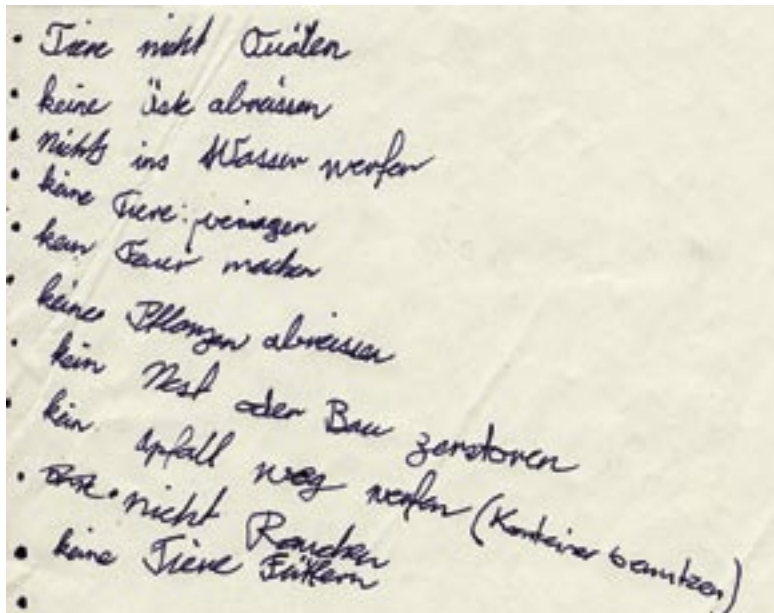 • Tiere nicht Quälen
• keine Äste abreissen
• nichts ins Wasser werfen
• keine Tiere
• kein Feuer machen
• keine Pflanzen abreissen
• kein Nest oder Bau zerstoren
• kein Apfall weg werfen (Konteiner benutzen)
• nicht Rauchen
• keine Tiere Füttern
•